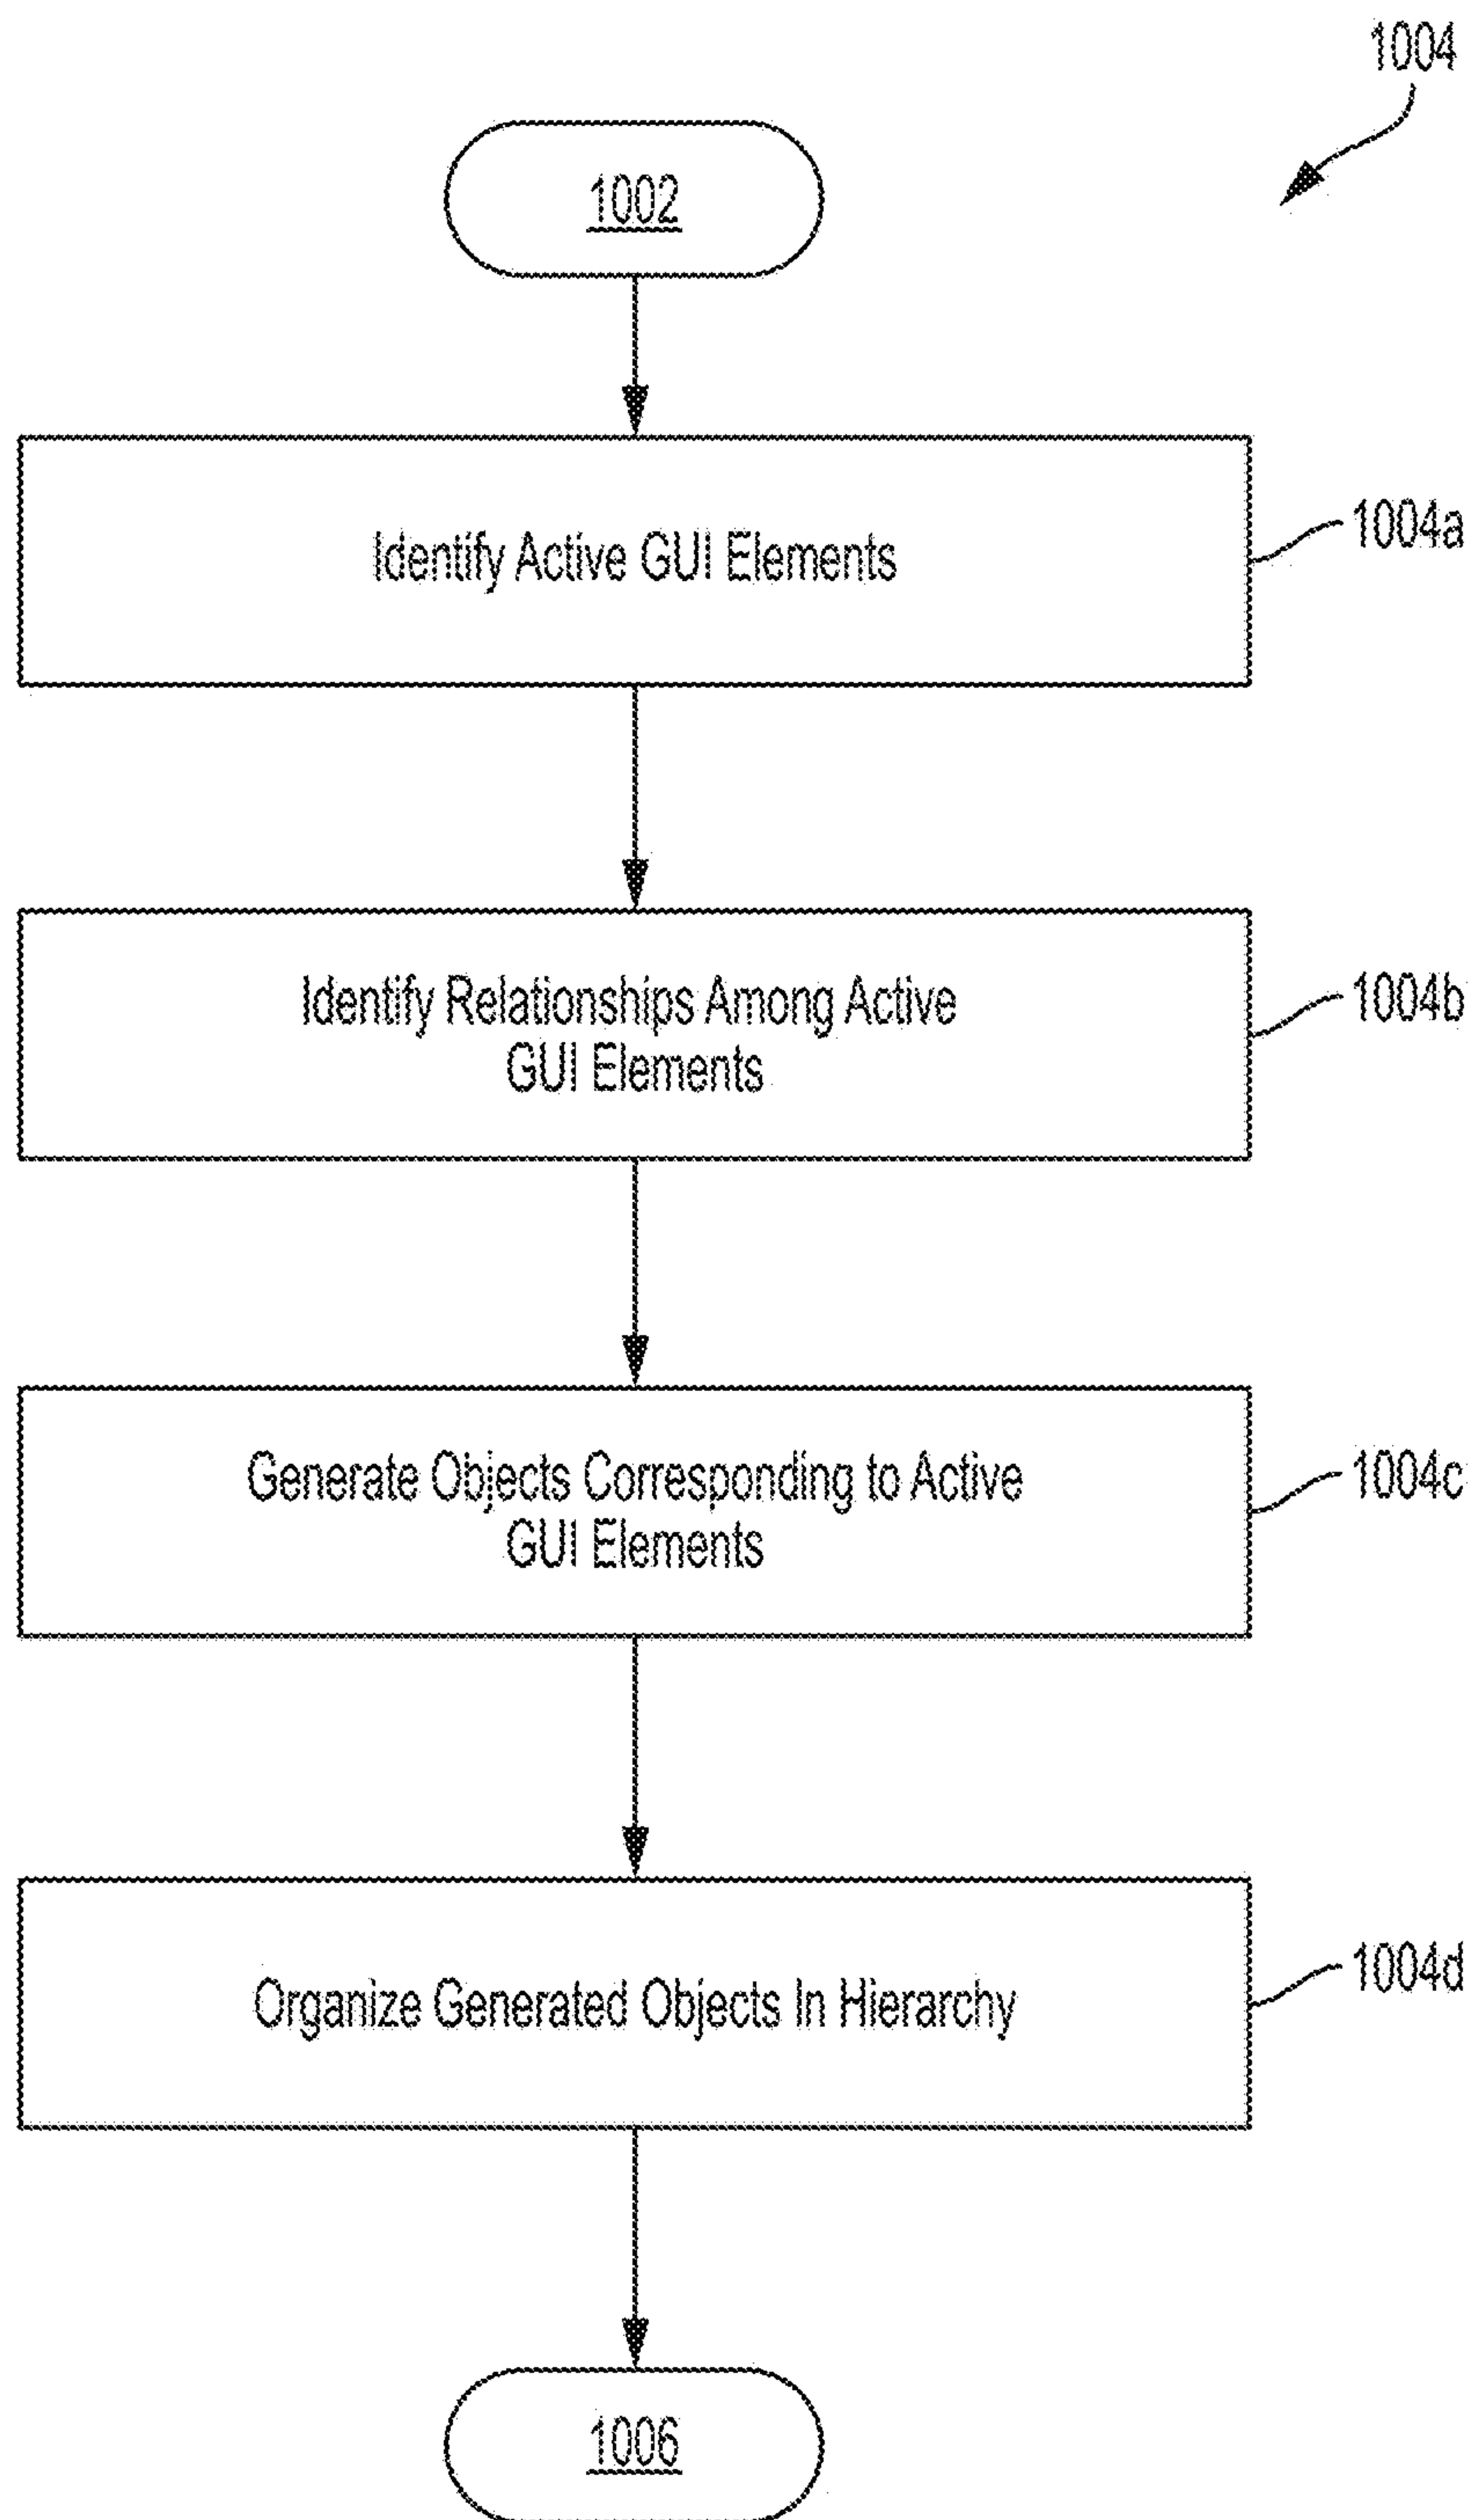 1004
1002
Identify Active GUI Elements
1004a
Identify Relationships Among Active
GUI Elements
1004b
Generate Objects Corresponding to Active
GUI Elements
1004c
Organize Generated Objects In Hierarchy
1004d
1006